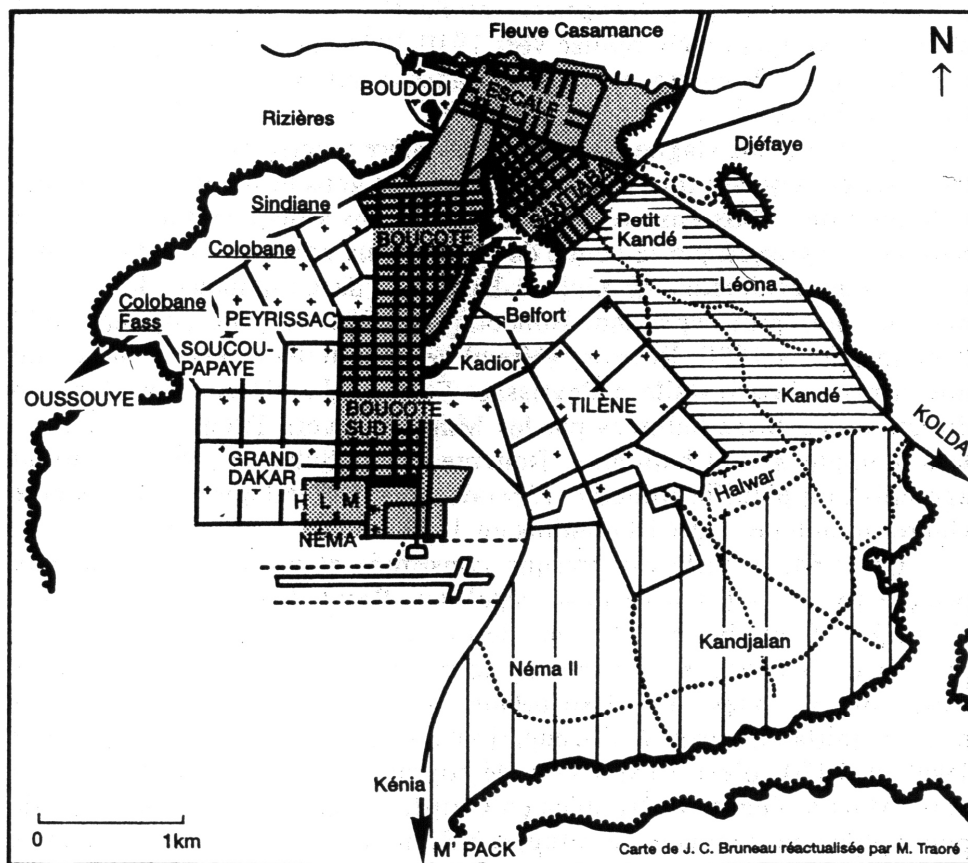 Fleuve Casamance
N
BOUDODI
ESCALE
Rizières
Djéfaye
SANTIABA
Sindiane
Petit
Kandé
BOUCOTE
Colobane
Léona
Colobane
Fass
PEYRISSAC
Belfort
SOUCOU-
PAPAYE
Kadior
Kandé
OUSSOUYE
TILÈNE
BOUCOTE
SUD
KOLDA
GRAND
DAKAR
Halwar
H L M
NÉMA
Kandjalan
Néma II
Kénia
0 1km
M' PACK
Carte de J. C. Bruneau réactualisée par M. Traoré